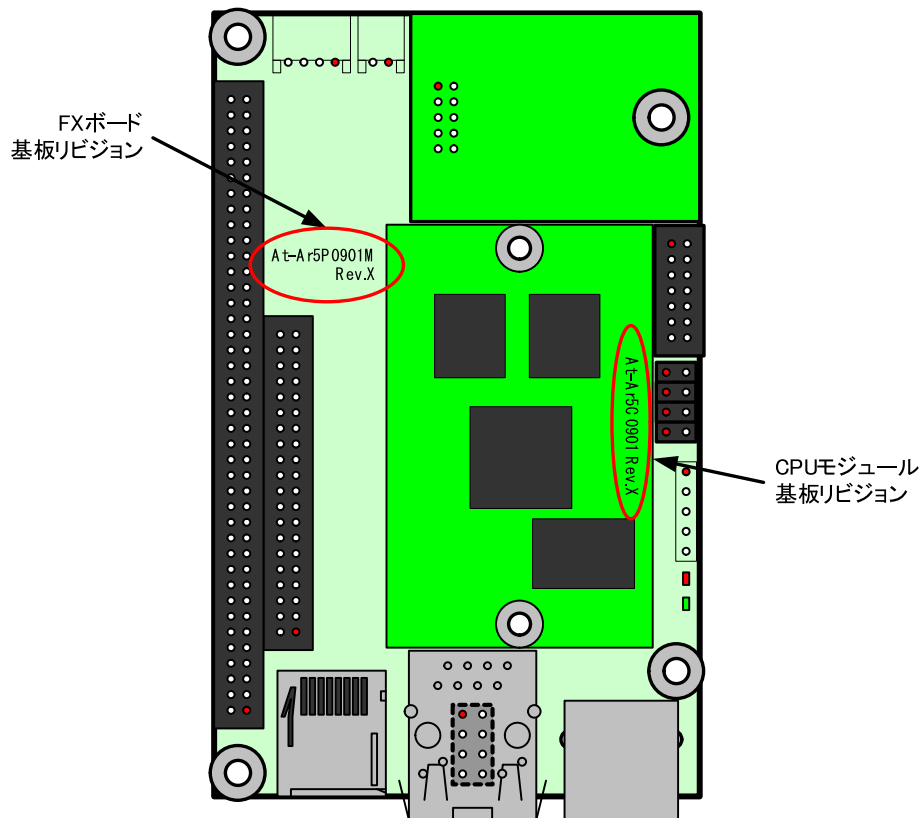 FXボード
基板リビジョン
At-Ar5P0901M
Rev.X
At-Ar5C0901 Rev.X
CPUモジュール
基板リビジョン